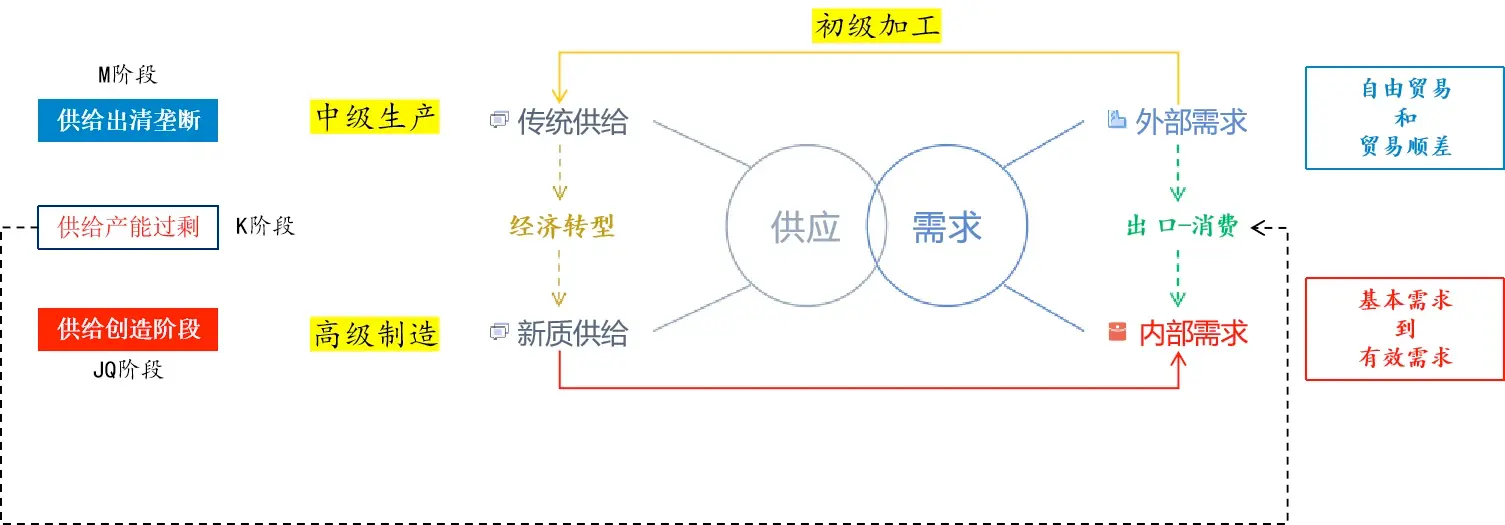 初级加工
M阶段
供给出清垄断
中级生产
传统供给
外部需求
自由贸易
和
贸易顺差
供给产能过剩
K阶段
经济转型
供应
需求
出 口-消费
供给创造阶段
JQ阶段
高级制造
新质供给
内部需求
基本需求
到
有效需求